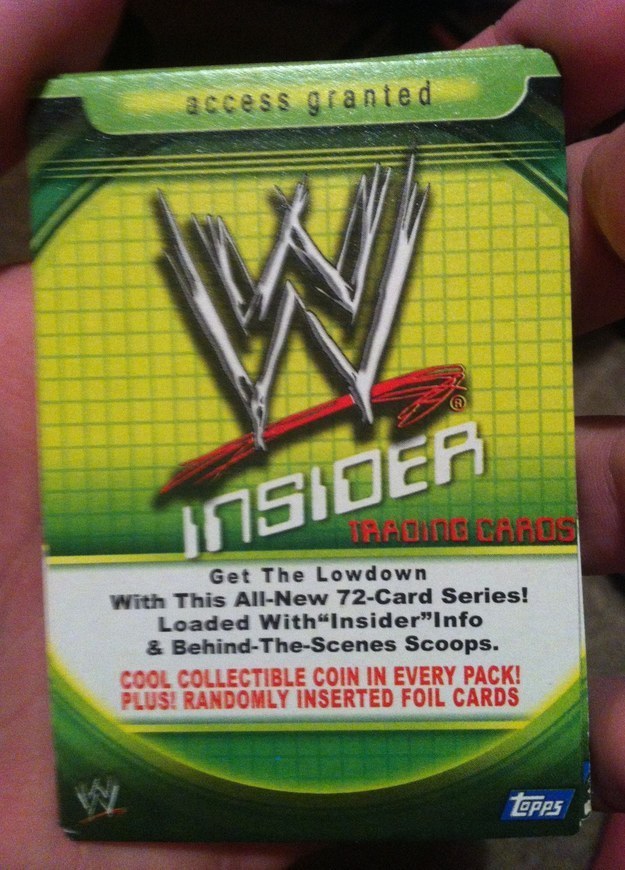 access granted
W
®
INSIDER
TRADING CARDS
Get The Lowdown
With This All-New 72-Card Series!
Loaded With“Insider”Info
& Behind-The-Scenes Scoops.
COOL COLLECTIBLE COIN IN EVERY PACK!
PLUS! RANDOMLY INSERTED FOIL CARDS
W
TOPPS